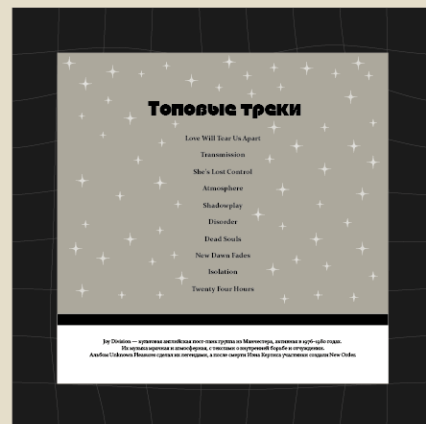 Топовые треки
Love Will Tear Us Apart
Transmission
She's Lost Control
Atmosphere
Shadowplay
Disorder
Dead Souls
New Dawn Fades
Isolation
Twenty Four Hours
Joy Division — культовая английская пост-панк группа из Манчестера, активная в 1976–1980 годах.
Их музыка мрачная и атмосферная, с текстами о внутренней борьбе и отчуждении.
Альбом Unknown Pleasures сделал их легендами, а после смерти Иэна Кёртиса участники создали New Order.